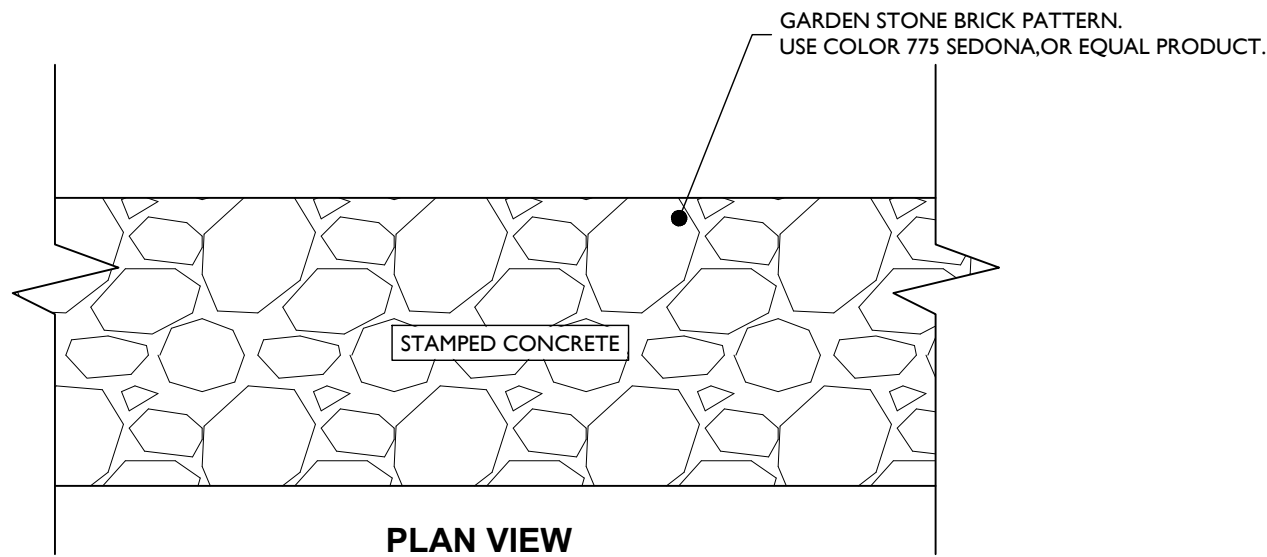 GARDEN STONE BRICK PATTERN.
USE COLOR 775 SEDONA,OR EQUAL PRODUCT.
STAMPED CONCRETE
PLAN VIEW